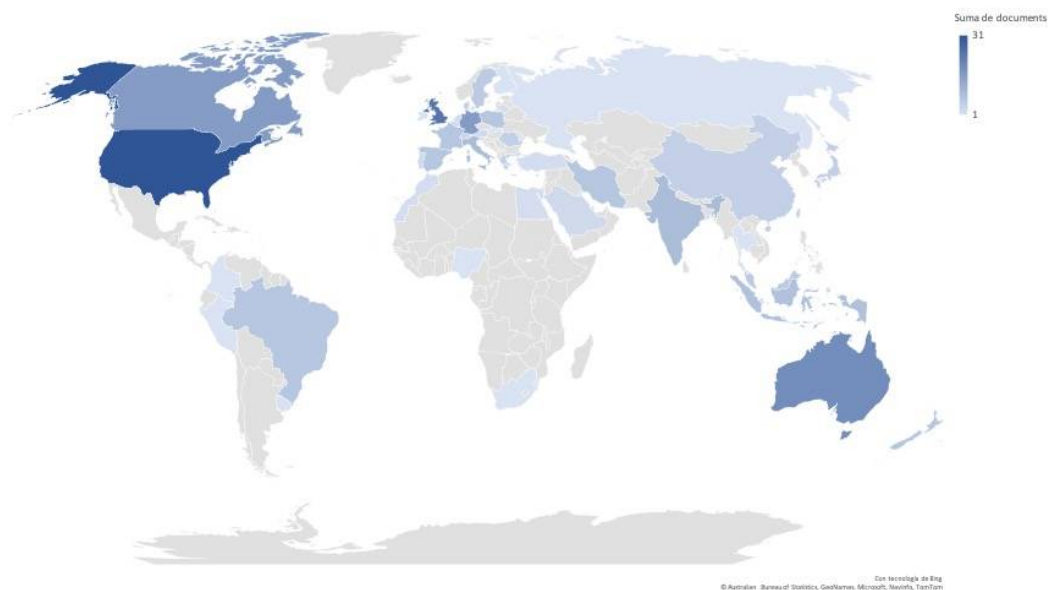 Suma de documents
31
1
Con tecnología de Bing
© Australian Bureau of Statistics, GeoNames, Microsoft, Navinfo, TomTom